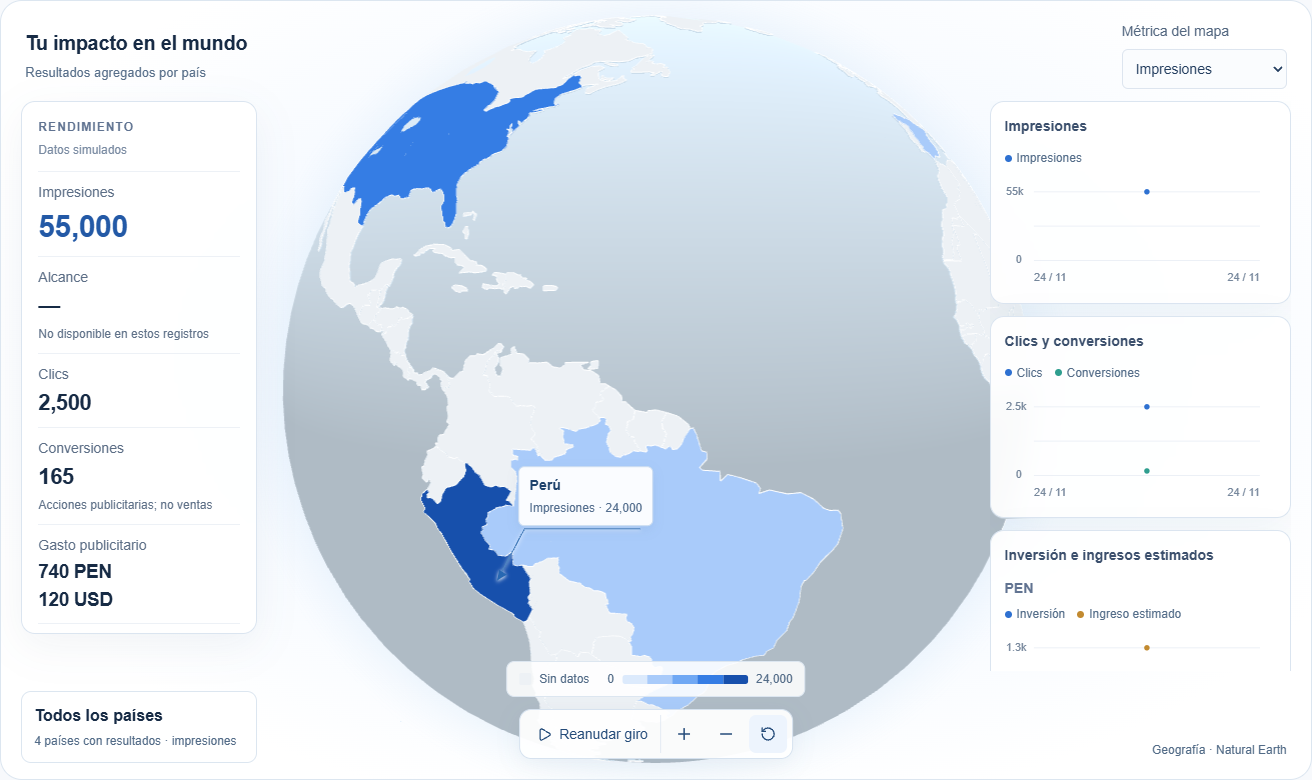 Tu impacto en el mundo
Resultados agregados por país
RENDIMIENTO
Datos simulados
Impresiones
55,000
Alcance
—
No disponible en estos registros
Clics
2,500
Conversiones
165
Acciones publicitarias; no ventas
Gasto publicitario
740 PEN
120 USD
Todos los países
4 países con resultados · impresiones
Perú
Impresiones · 24,000
Sin datos 0 24,000
Reanudar giro + −
Métrica del mapa
Impresiones
Impresiones
Impresiones
55k
0
24 / 11 24 / 11
Clics y conversiones
Clics Conversiones
2.5k
0
24 / 11 24 / 11
Inversión e ingresos estimados
PEN
Inversión Ingreso estimado
1.3k
Geografía · Natural Earth